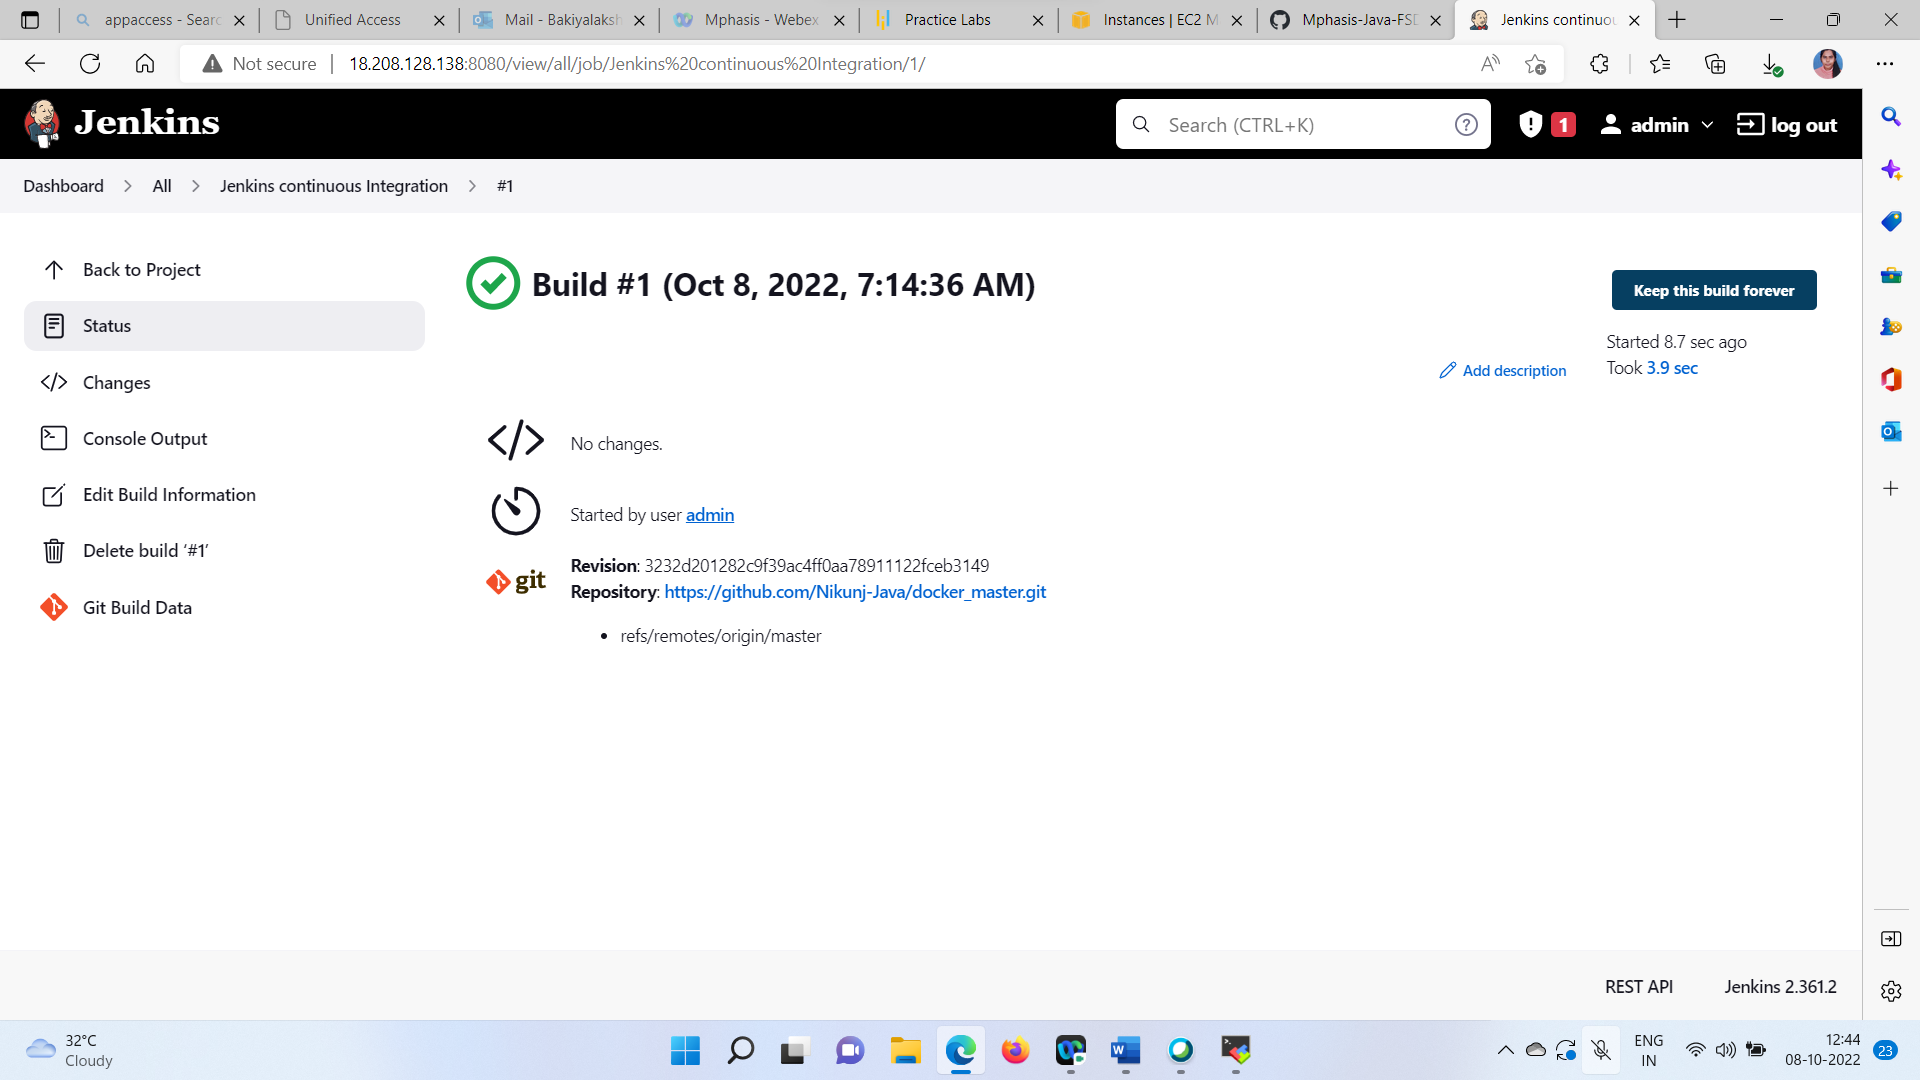 appaccess - Searc
Unified Access
Mail - Bakiyalaksh
Mphasis - Webex
Practice Labs
Instances | EC2 M
Mphasis-Java-FSD
Jenkins continuou
Not secure
18.208.128.138:8080/view/all/job/Jenkins%20continuous%20Integration/1/
Jenkins
Search (CTRL+K)
1
admin
log out
Dashboard
All
Jenkins continuous Integration
#1
Back to Project
Status
Changes
Console Output
Edit Build Information
Delete build ‘#1’
Git Build Data
Build #1 (Oct 8, 2022, 7:14:36 AM)
Keep this build forever
Started 8.7 sec ago
Took 3.9 sec
Add description
No changes.
Started by user admin
git
Revision: 3232d201282c9f39ac4ff0aa78911122fceb3149
Repository: https://github.com/Nikunj-Java/docker_master.git
refs/remotes/origin/master
REST API
Jenkins 2.361.2
32°C
Cloudy
ENG
IN
12:44
08-10-2022
23